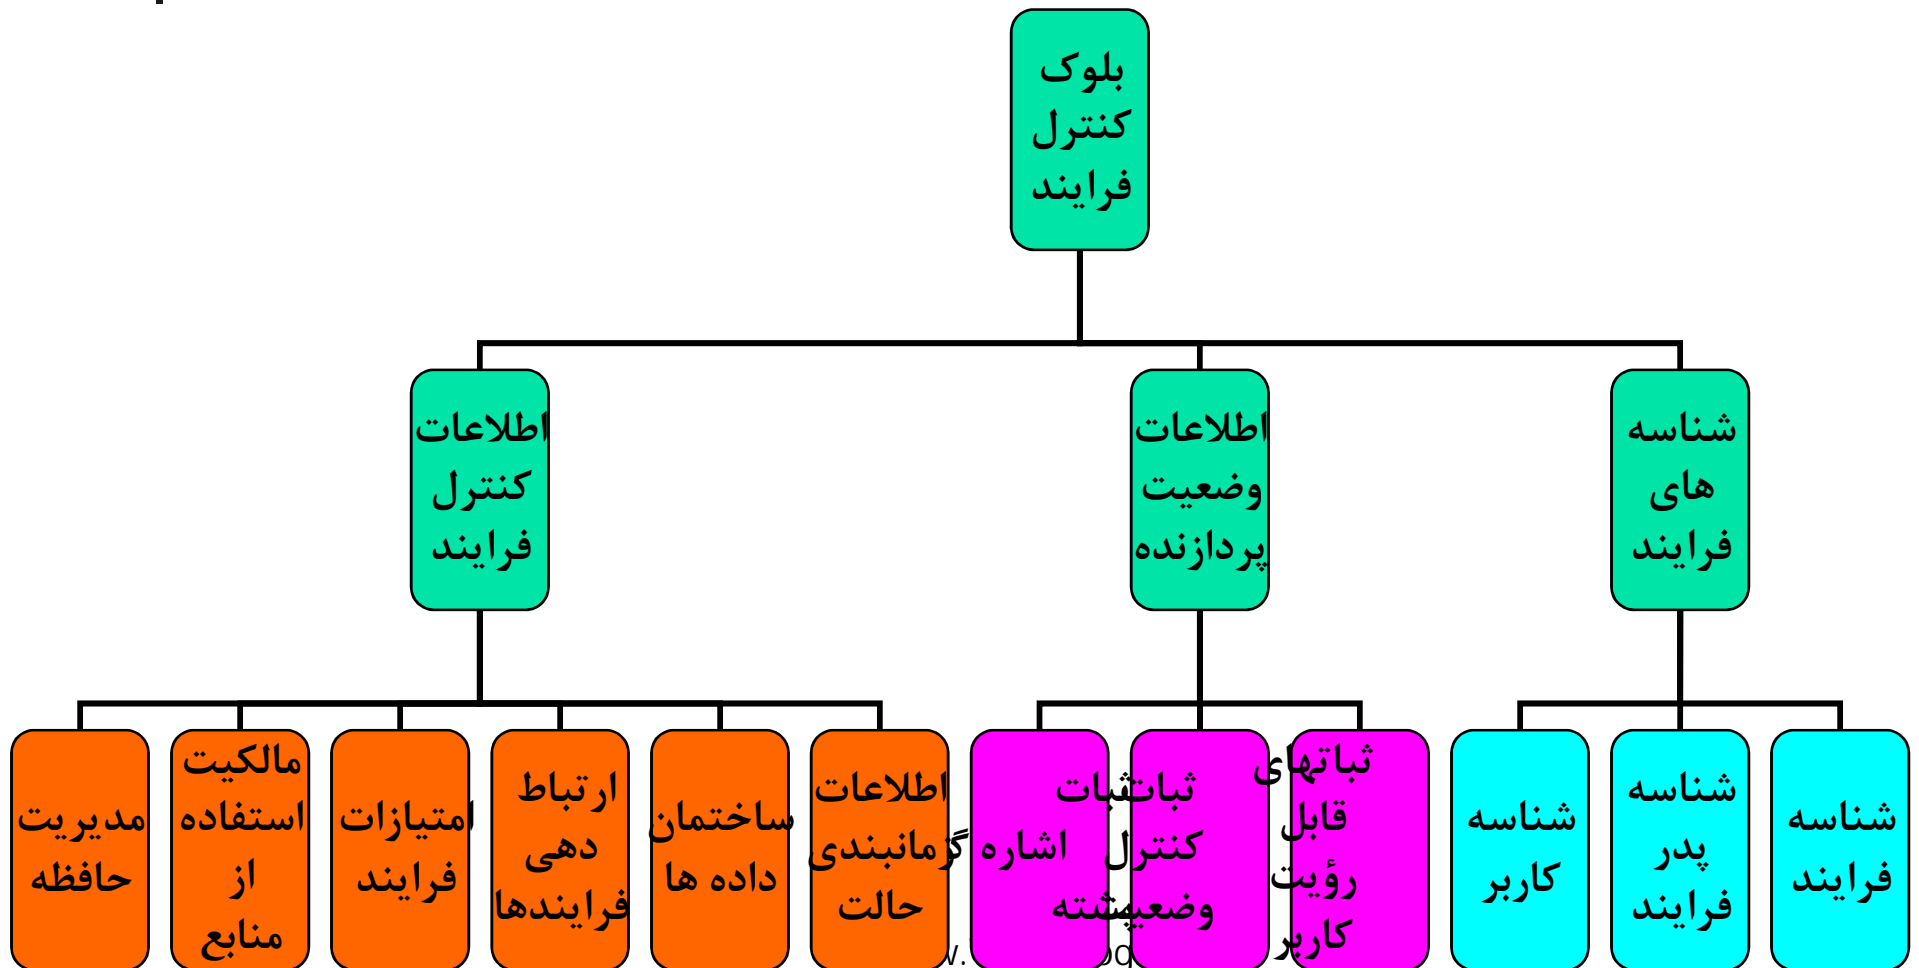 بلوک
کنترل
فرایند
شناسه
های
فرایند
اطلاعات
وضعیت
پردازنده
اطلاعات
کنترل
فرایند
شناسه
فرایند
شناسه
پدر
فرایند
شناسه
کاربر
ثباتهای
قابل
رؤیت
کاربر
ثبات
کنترل
وضعیت
ثبات
اشاره گر
پشته
اطلاعات
زمانبندی
حالت
ساختمان
داده ها
ارتباط
دهی
فرایندها
امتیازات
فرایند
مالکیت
استفاده
از
منابع
مدیریت
حافظه